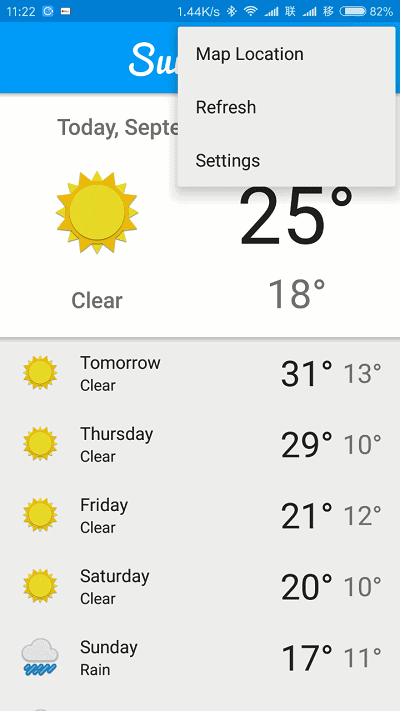 11:22 1.44K/s 联 移 82%
Su
Map Location
Refresh
Settings
Today, Septe
25°
Clear 18°
Tomorrow
Clear
31° 13°
Thursday
Clear
29° 10°
Friday
Clear
21° 12°
Saturday
Clear
20° 10°
Sunday
Rain
17° 11°